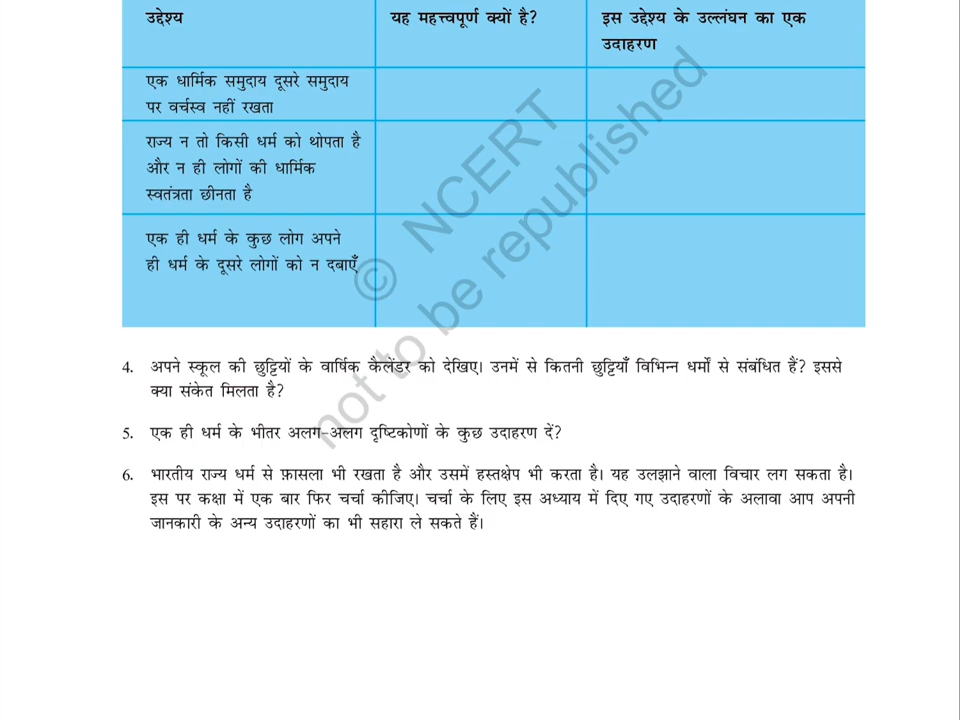 उद्देश्य
यह महत्त्वपूर्ण क्यों है?
इस उद्देश्य के उल्लंघन का एक
उदाहरण
एक धार्मिक समुदाय दूसरे समुदाय
पर वर्चस्व नहीं रखता
राज्य न तो किसी धर्म को थोपता है
और न ही लोगों की धार्मिक
स्वतंत्रता छीनता है
एक ही धर्म के कुछ लोग अपने
ही धर्म के दूसरे लोगों को न दबाएँ
© NCERT
not to be republished
4. अपने स्कूल की छुट्टियों के वार्षिक कैलेंडर को देखिए। उनमें से कितनी छुट्टियाँ विभिन्न धर्मों से संबंधित हैं? इससे
क्या संकेत मिलता है?
5. एक ही धर्म के भीतर अलग-अलग दृष्टिकोणों के कुछ उदाहरण दें?
6. भारतीय राज्य धर्म से फ़ासला भी रखता है और उसमें हस्तक्षेप भी करता है। यह उलझाने वाला विचार लग सकता है।
इस पर कक्षा में एक बार फिर चर्चा कीजिए। चर्चा के लिए इस अध्याय में दिए गए उदाहरणों के अलावा आप अपनी
जानकारी के अन्य उदाहरणों का भी सहारा ले सकते हैं।